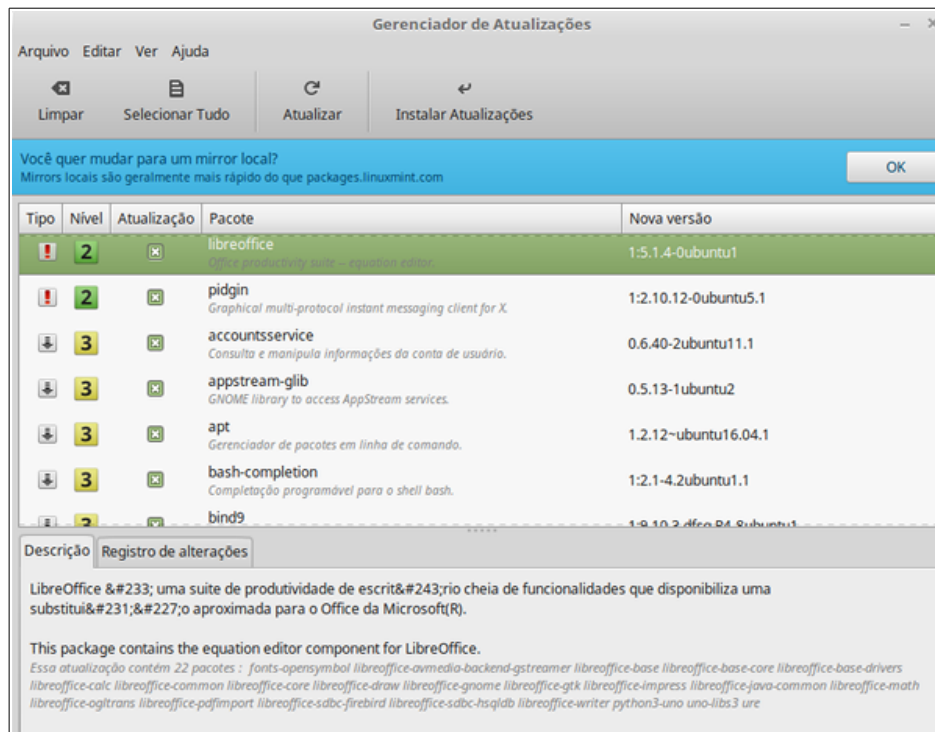 Gerenciador de Atualizações
Arquivo Editar Ver Ajuda
Limpar Selecionar Tudo Atualizar Instalar Atualizações
Você quer mudar para um mirror local?
Mirrors locais são geralmente mais rápido do que packages.linuxmint.com
OK
Tipo Nível Atualização Pacote Nova versão
2 libreoffice 1:5.1.4-0ubuntu1
Office productivity suite -- equation editor.
2 pidgin 1:2.10.12-0ubuntu5.1
Graphical multi-protocol instant messaging client for X.
3 accountsservice 0.6.40-2ubuntu11.1
Consulta e manipula informações da conta de usuário.
3 appstream-glib 0.5.13-1ubuntu2
GNOME library to access AppStream services.
3 apt 1.2.12~ubuntu16.04.1
Gerenciador de pacotes em linha de comando.
3 bash-completion 1:2.1-4.2ubuntu1.1
Completação programável para o shell bash.
3 bind9 1:9.10.3.dfsg.P4-8ubuntu1
Descrição Registro de alterações
LibreOffice &#233; uma suite de produtividade de escrit&#243;rio cheia de funcionalidades que disponibiliza uma
substitui&#231;&#227;o aproximada para o Office da Microsoft(R).
This package contains the equation editor component for LibreOffice.
Essa atualização contém 22 pacotes : fonts-opensymbol libreoffice-avmedia-backend-gstreamer libreoffice-base libreoffice-base-core libreoffice-base-drivers
libreoffice-calc libreoffice-common libreoffice-core libreoffice-draw libreoffice-gnome libreoffice-gtk libreoffice-impress libreoffice-java-common libreoffice-math
libreoffice-ogltrans libreoffice-pdfimport libreoffice-sdbc-firebird libreoffice-sdbc-hsqldb libreoffice-writer python3-uno uno-libs3 ure